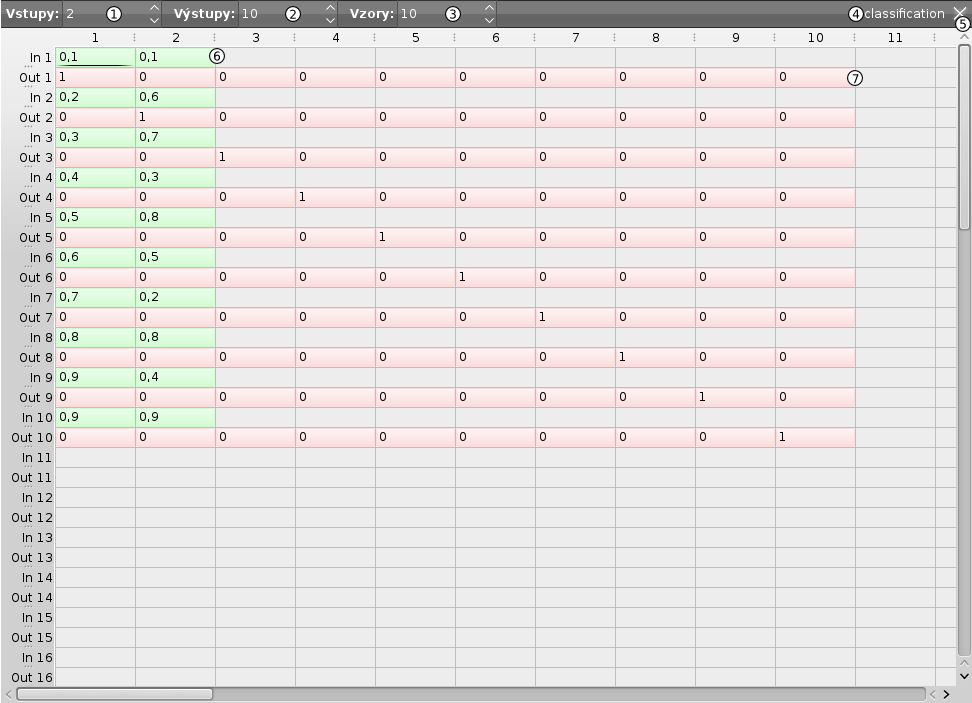 Vstupy: 2 ① Výstupy: 10 ② Vzory: 10 ③ ④ classification ⑤
1 2 3 4 5 6 7 8 9 10 11
In 1 0,1 0,1 ⑥
Out 1 1 0 0 0 0 0 0 0 0 0 ⑦
In 2 0,2 0,6
Out 2 0 1 0 0 0 0 0 0 0 0
In 3 0,3 0,7
Out 3 0 0 1 0 0 0 0 0 0 0
In 4 0,4 0,3
Out 4 0 0 0 1 0 0 0 0 0 0
In 5 0,5 0,8
Out 5 0 0 0 0 1 0 0 0 0 0
In 6 0,6 0,5
Out 6 0 0 0 0 0 1 0 0 0 0
In 7 0,7 0,2
Out 7 0 0 0 0 0 0 1 0 0 0
In 8 0,8 0,8
Out 8 0 0 0 0 0 0 0 1 0 0
In 9 0,9 0,4
Out 9 0 0 0 0 0 0 0 0 1 0
In 10 0,9 0,9
Out 10 0 0 0 0 0 0 0 0 0 1
In 11
Out 11
In 12
Out 12
In 13
Out 13
In 14
Out 14
In 15
Out 15
In 16
Out 16